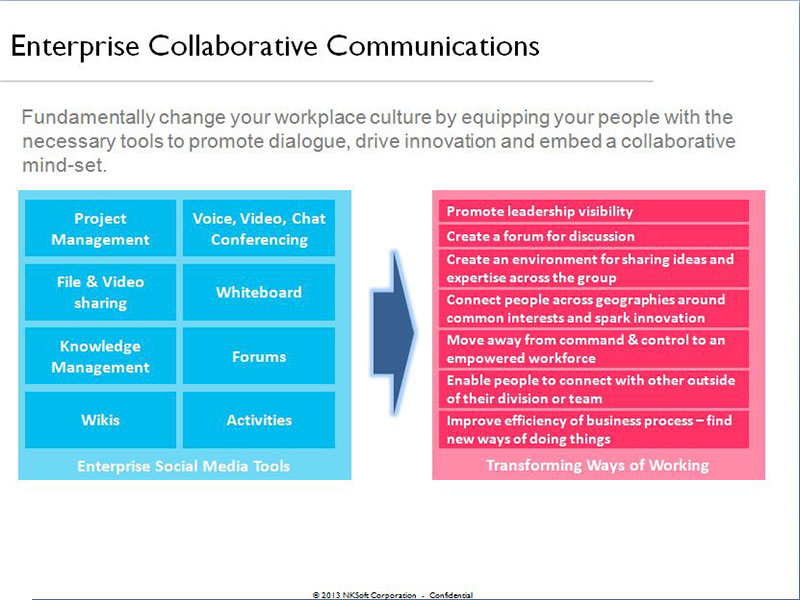 Enterprise Collaborative Communications
Fundamentally change your workplace culture by equipping your people with the
necessary tools to promote dialogue, drive innovation and embed a collaborative
mind-set.
Project
Management
Voice, Video, Chat
Conferencing
File & Video
sharing
Whiteboard
Knowledge
Management
Forums
Wikis
Activities
Enterprise Social Media Tools
Promote leadership visibility
Create a forum for discussion
Create an environment for sharing ideas and
expertise across the group
Connect people across geographies around
common interests and spark innovation
Move away from command & control to an
empowered workforce
Enable people to connect with other outside
of their division or team
Improve efficiency of business process – find
new ways of doing things
Transforming Ways of Working
© 2013 NKSoft Corporation - Confidential